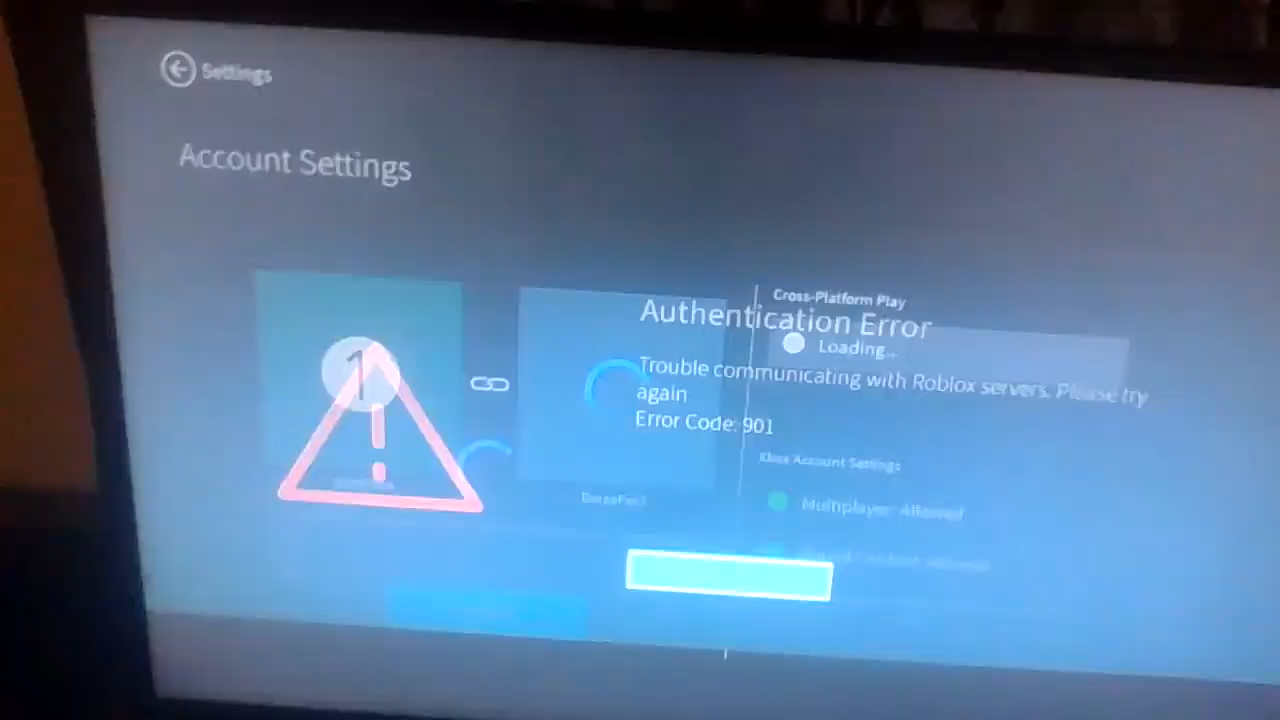 Settings
Account Settings
Cross-Platform Play
Authentication Error
Loading...
Trouble communicating with Roblox servers. Please try
again
Error Code: 901
Xbox Account Settings
Multiplayer: Allowed